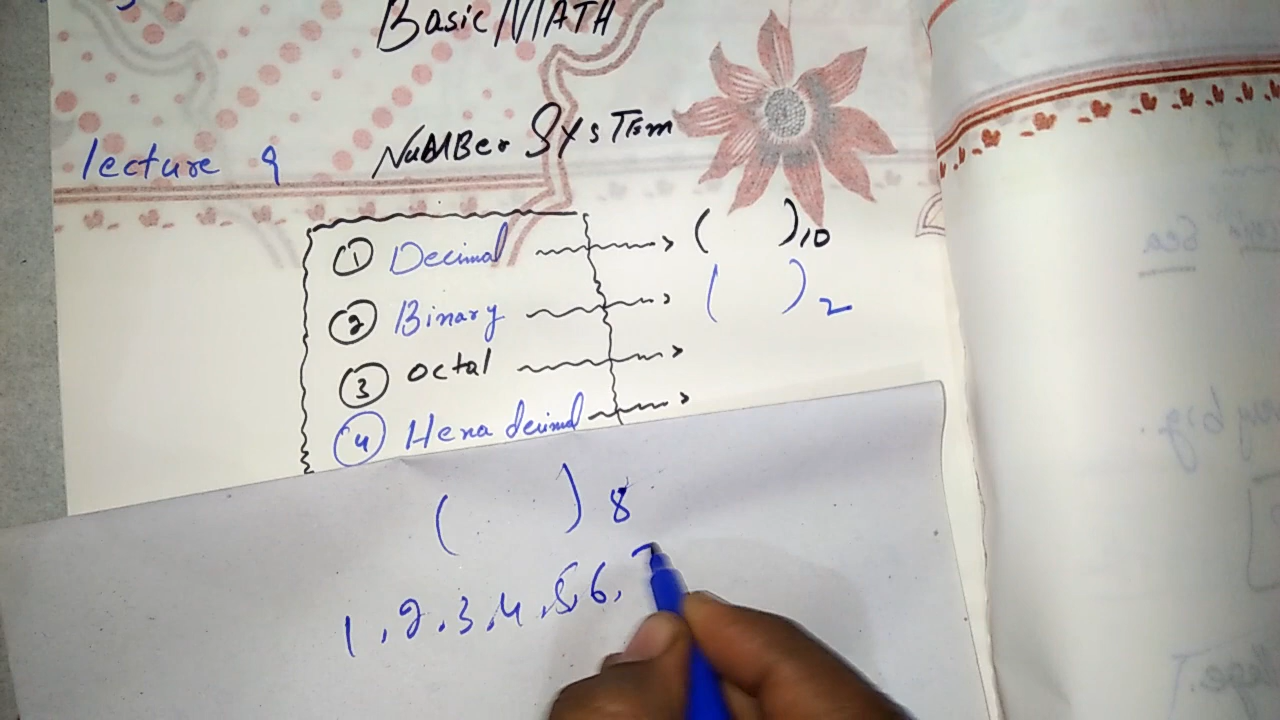 Basic MATH
lecture 9 NuMBer SYsTEm
1 Decimal ( )10
2 Binary ( )2
3 Octal
4 Hexa decimal
( ) 8
1, 2, 3, 4, 5, 6, 7